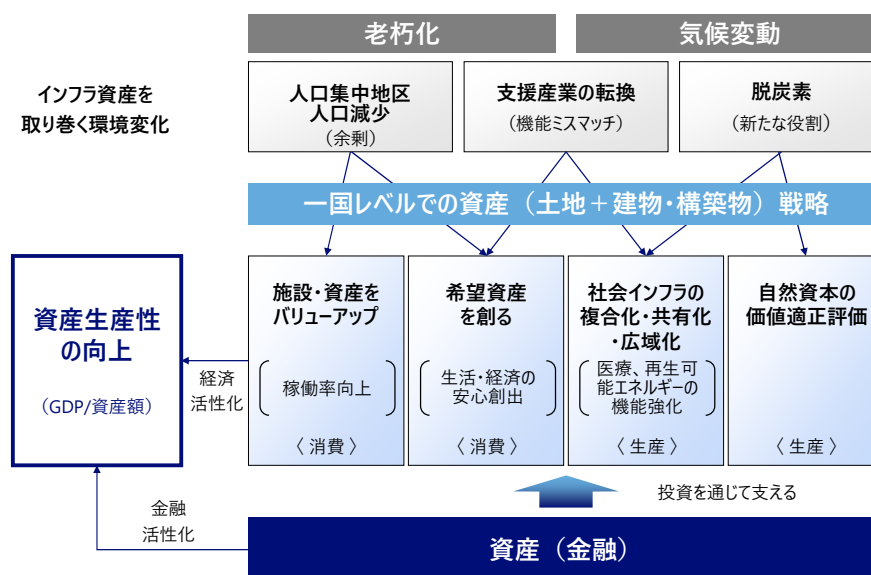 老朽化
気候変動
インフラ資産を
取り巻く環境変化
人口集中地区
人口減少
（余剰）
支援産業の転換
（機能ミスマッチ）
脱炭素
（新たな役割）
一国レベルでの資産（土地＋建物・構築物）戦略
資産生産性
の向上
（GDP/資産額）
経済
活性化
施設・資産を
バリューアップ
稼働率向上
〈 消費 〉
希望資産
を創る
生活・経済の
安心創出
〈 消費 〉
社会インフラの
複合化・共有化
・広域化
医療、再生可
能エネルギーの
機能強化
〈 生産 〉
自然資本の
価値適正評価
〈 生産 〉
投資を通じて支える
金融
活性化
資産（金融）